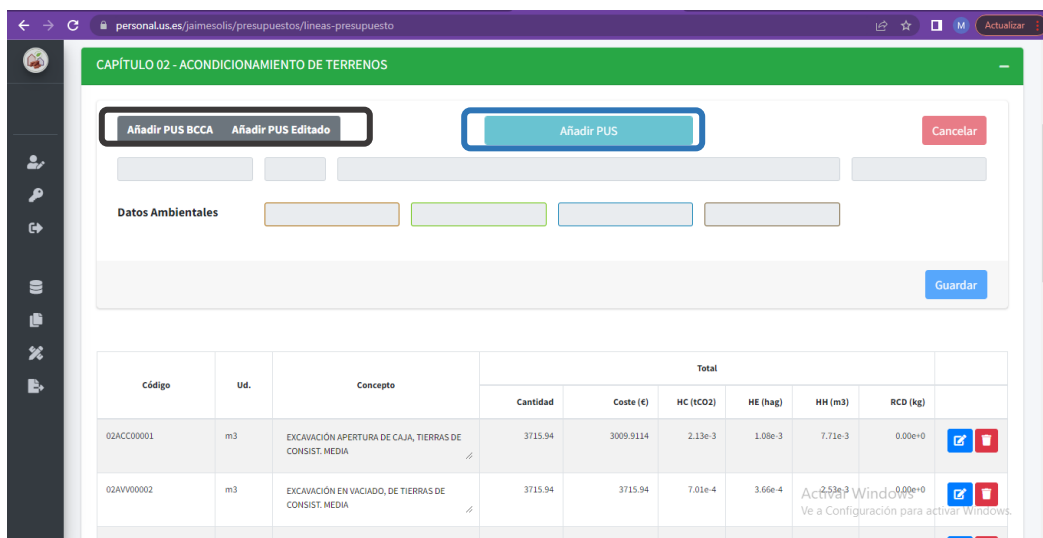 personal.us.es/jaimesolis/presupuestos/lineas-presupuesto
M
Actualizar
CAPÍTULO 02 - ACONDICIONAMIENTO DE TERRENOS
Añadir PUS BCCA Añadir PUS Editado
Añadir PUS
Cancelar
Datos Ambientales
Guardar
Total
Código Ud. Concepto
Cantidad Coste (€) HC (tCO2) HE (hag) HH (m3) RCD (kg)
02ACC00001 m3 EXCAVACIÓN APERTURA DE CAJA, TIERRAS DE 3715.94 3009.9114 2.13e-3 1.08e-3 7.71e-3 0.00e+0
CONSIST. MEDIA
02AVV00002 m3 EXCAVACIÓN EN VACIADO, DE TIERRAS DE 3715.94 3715.94 7.01e-4 3.66e-4 2.53e-3 0.00e+0
CONSIST. MEDIA
Activar Windows
Ve a Configuración para activar Windows.